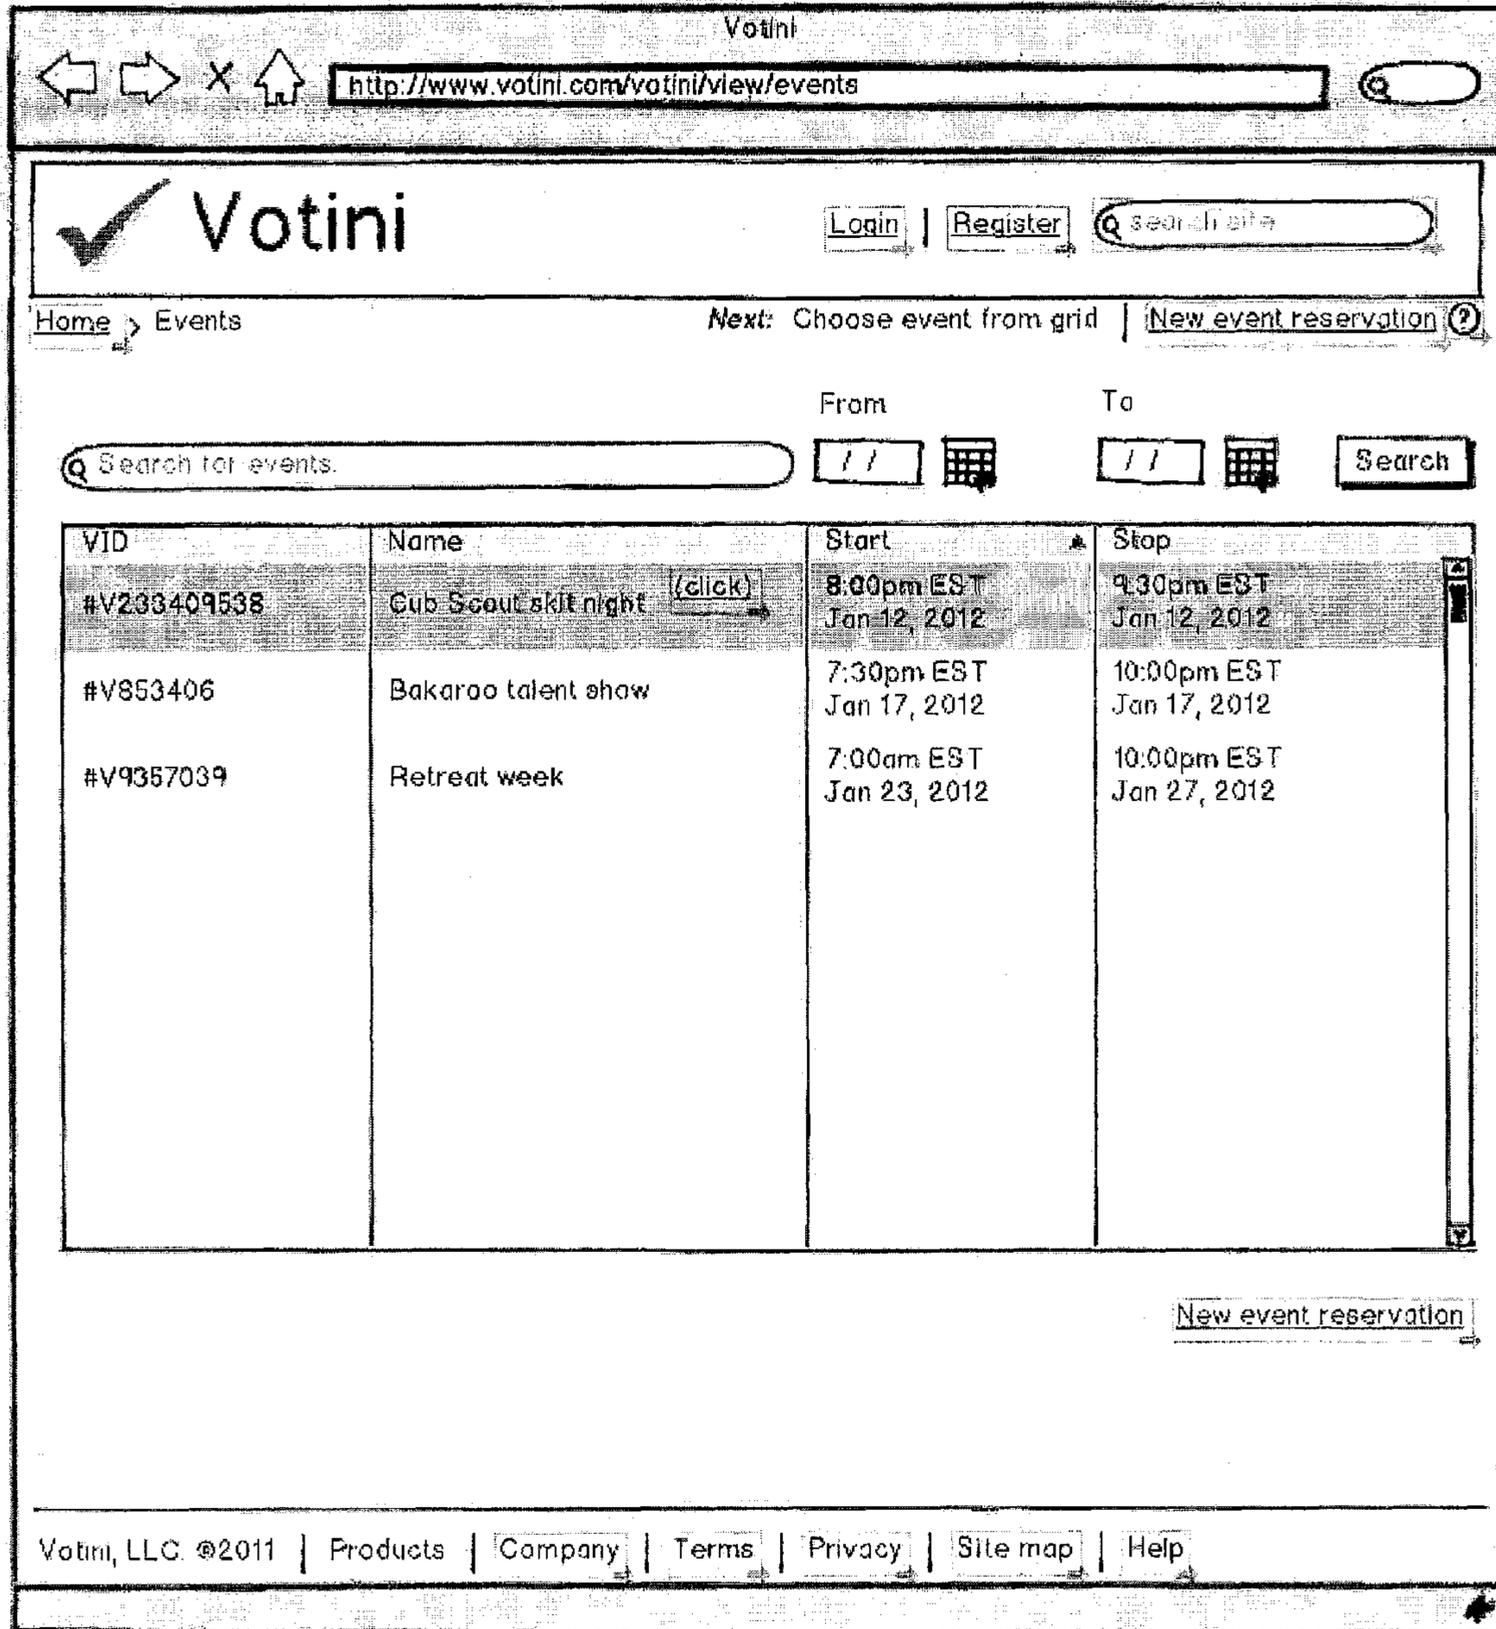 Votini
http://www.votini.com/votini/view/events
Votini
Login | Register search site
Home > Events Next: Choose event from grid | New event reservation ?
From To
Search for events. / / / / Search
VID Name Start Stop
#V233409538 Cub Scout skit night (click) 8:00pm EST Jan 12, 2012 9:30pm EST Jan 12, 2012
#V853406 Bakaroo talent show 7:30pm EST Jan 17, 2012 10:00pm EST Jan 17, 2012
#V9357039 Retreat week 7:00am EST Jan 23, 2012 10:00pm EST Jan 27, 2012
New event reservation
Votini, LLC. ©2011 | Products | Company | Terms | Privacy | Site map | Help